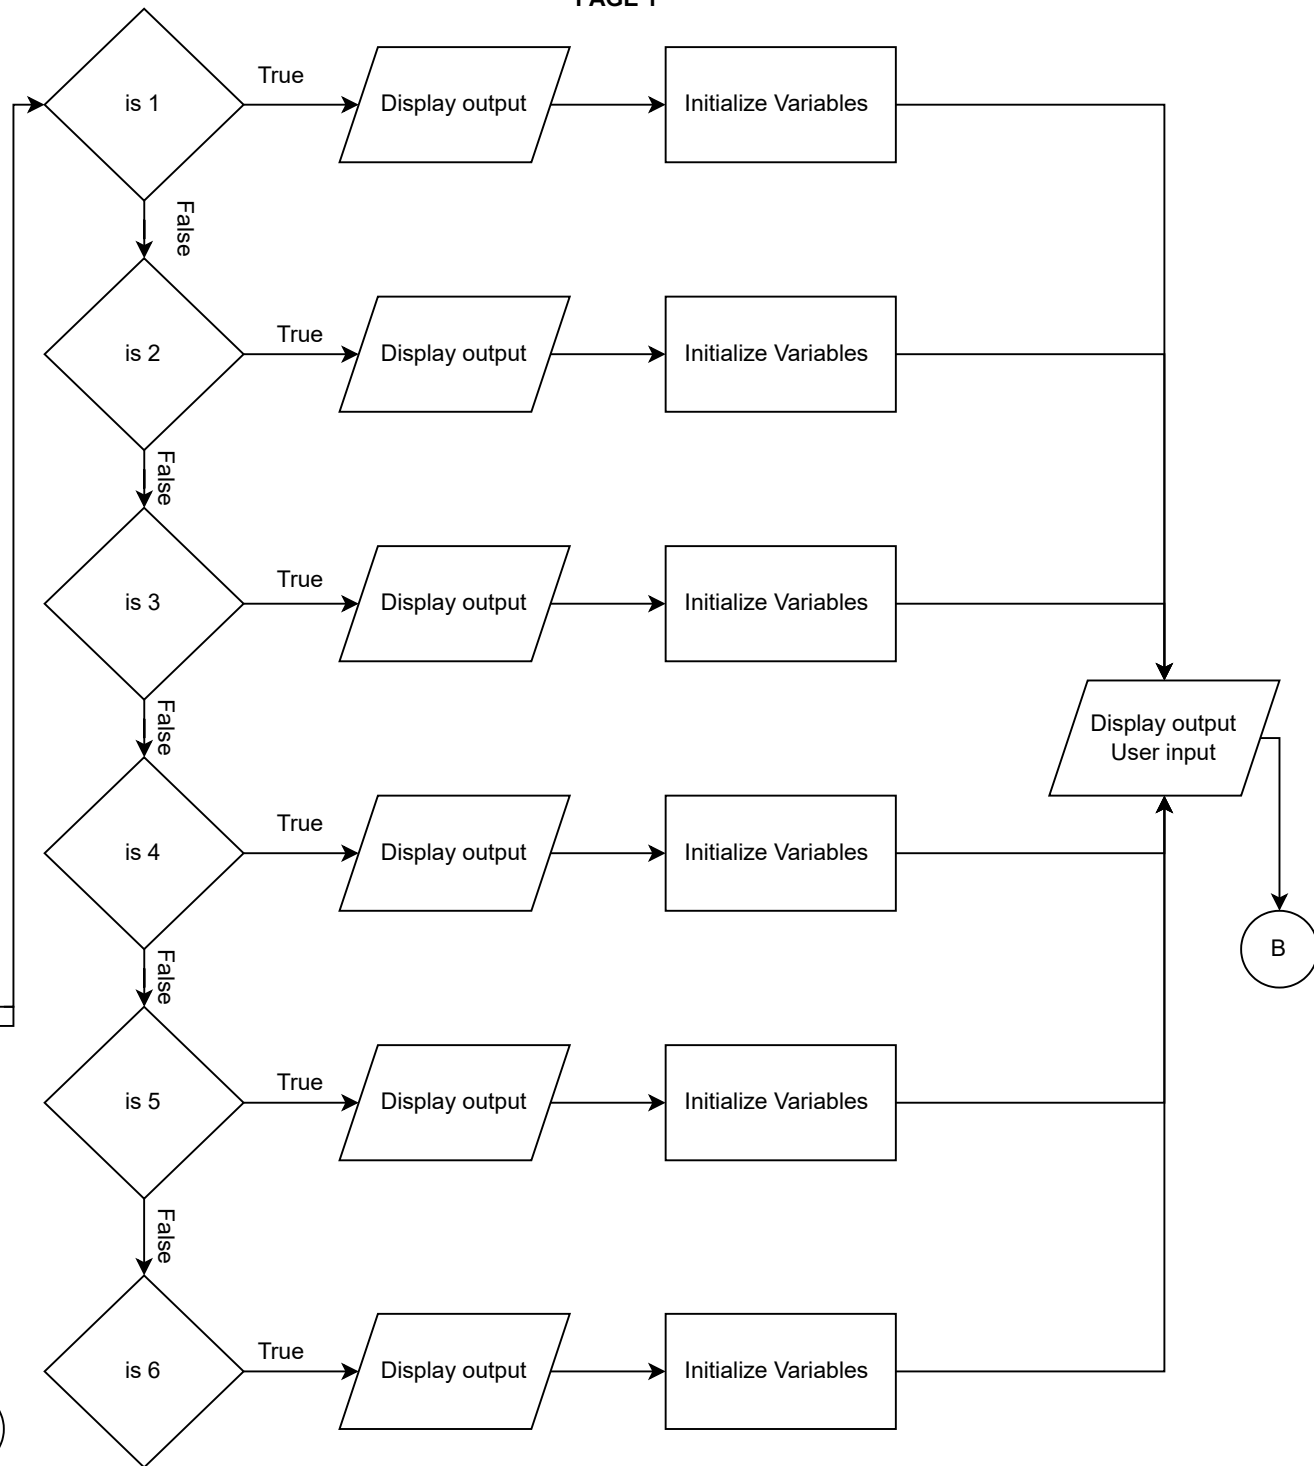 PAGE 1
is 1
True
Display output
Initialize Variables
False
is 2
True
Display output
Initialize Variables
False
is 3
True
Display output
Initialize Variables
False
Display output
User input
is 4
True
Display output
Initialize Variables
B
False
is 5
True
Display output
Initialize Variables
False
is 6
True
Display output
Initialize Variables